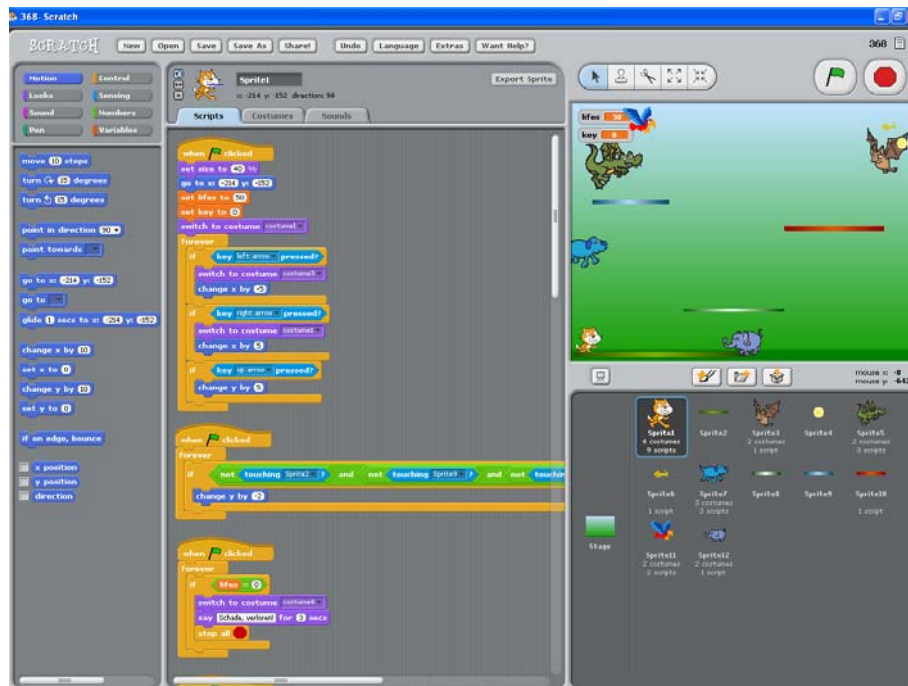 368- Scratch
SCRATCH New Open Save Save As Share! Undo Language Extras Want Help? 368
Motion Control
Looks Sensing
Sound Numbers
Pen Variables
move 10 steps
turn 15 degrees
turn 15 degrees
point in direction 90
point towards
go to x: -214 y: -152
go to
glide 1 secs to x: -214 y: -152
change x by 10
set x to 0
change y by 10
set y to 0
if on edge, bounce
x position
y position
direction
Sprite1
x: -214 y: -152 direction: 90
Export Sprite
Scripts Costumes Sounds
when clicked
set size to 40 %
go to x: -214 y: -152
set lifes to 50
set key to 0
switch to costume costume1
forever
if key left arrow pressed?
switch to costume costume3
change x by -5
if key right arrow pressed?
switch to costume
change x by 5
if key up arrow pressed?
change y by 5
when clicked
forever
if not touching Sprite2 ? and not touching Sprite9 ? and not touchin
change y by -2
when clicked
forever
if lifes = 0
switch to costume costume4
say Schade, verloren! for 3 secs
stop all
lifes 50
key 0
mouse x: -8
mouse y: -642
Sprite1
4 costumes
9 scripts
Sprite2
Sprite3
2 costumes
1 script
Sprite4
Sprite5
2 costumes
3 scripts
Sprite6
1 script
Sprite7
3 costumes
3 scripts
Sprite8
Sprite9
Sprite10
1 script
Stage
Sprite11
2 costumes
2 scripts
Sprite12
2 costumes
1 script